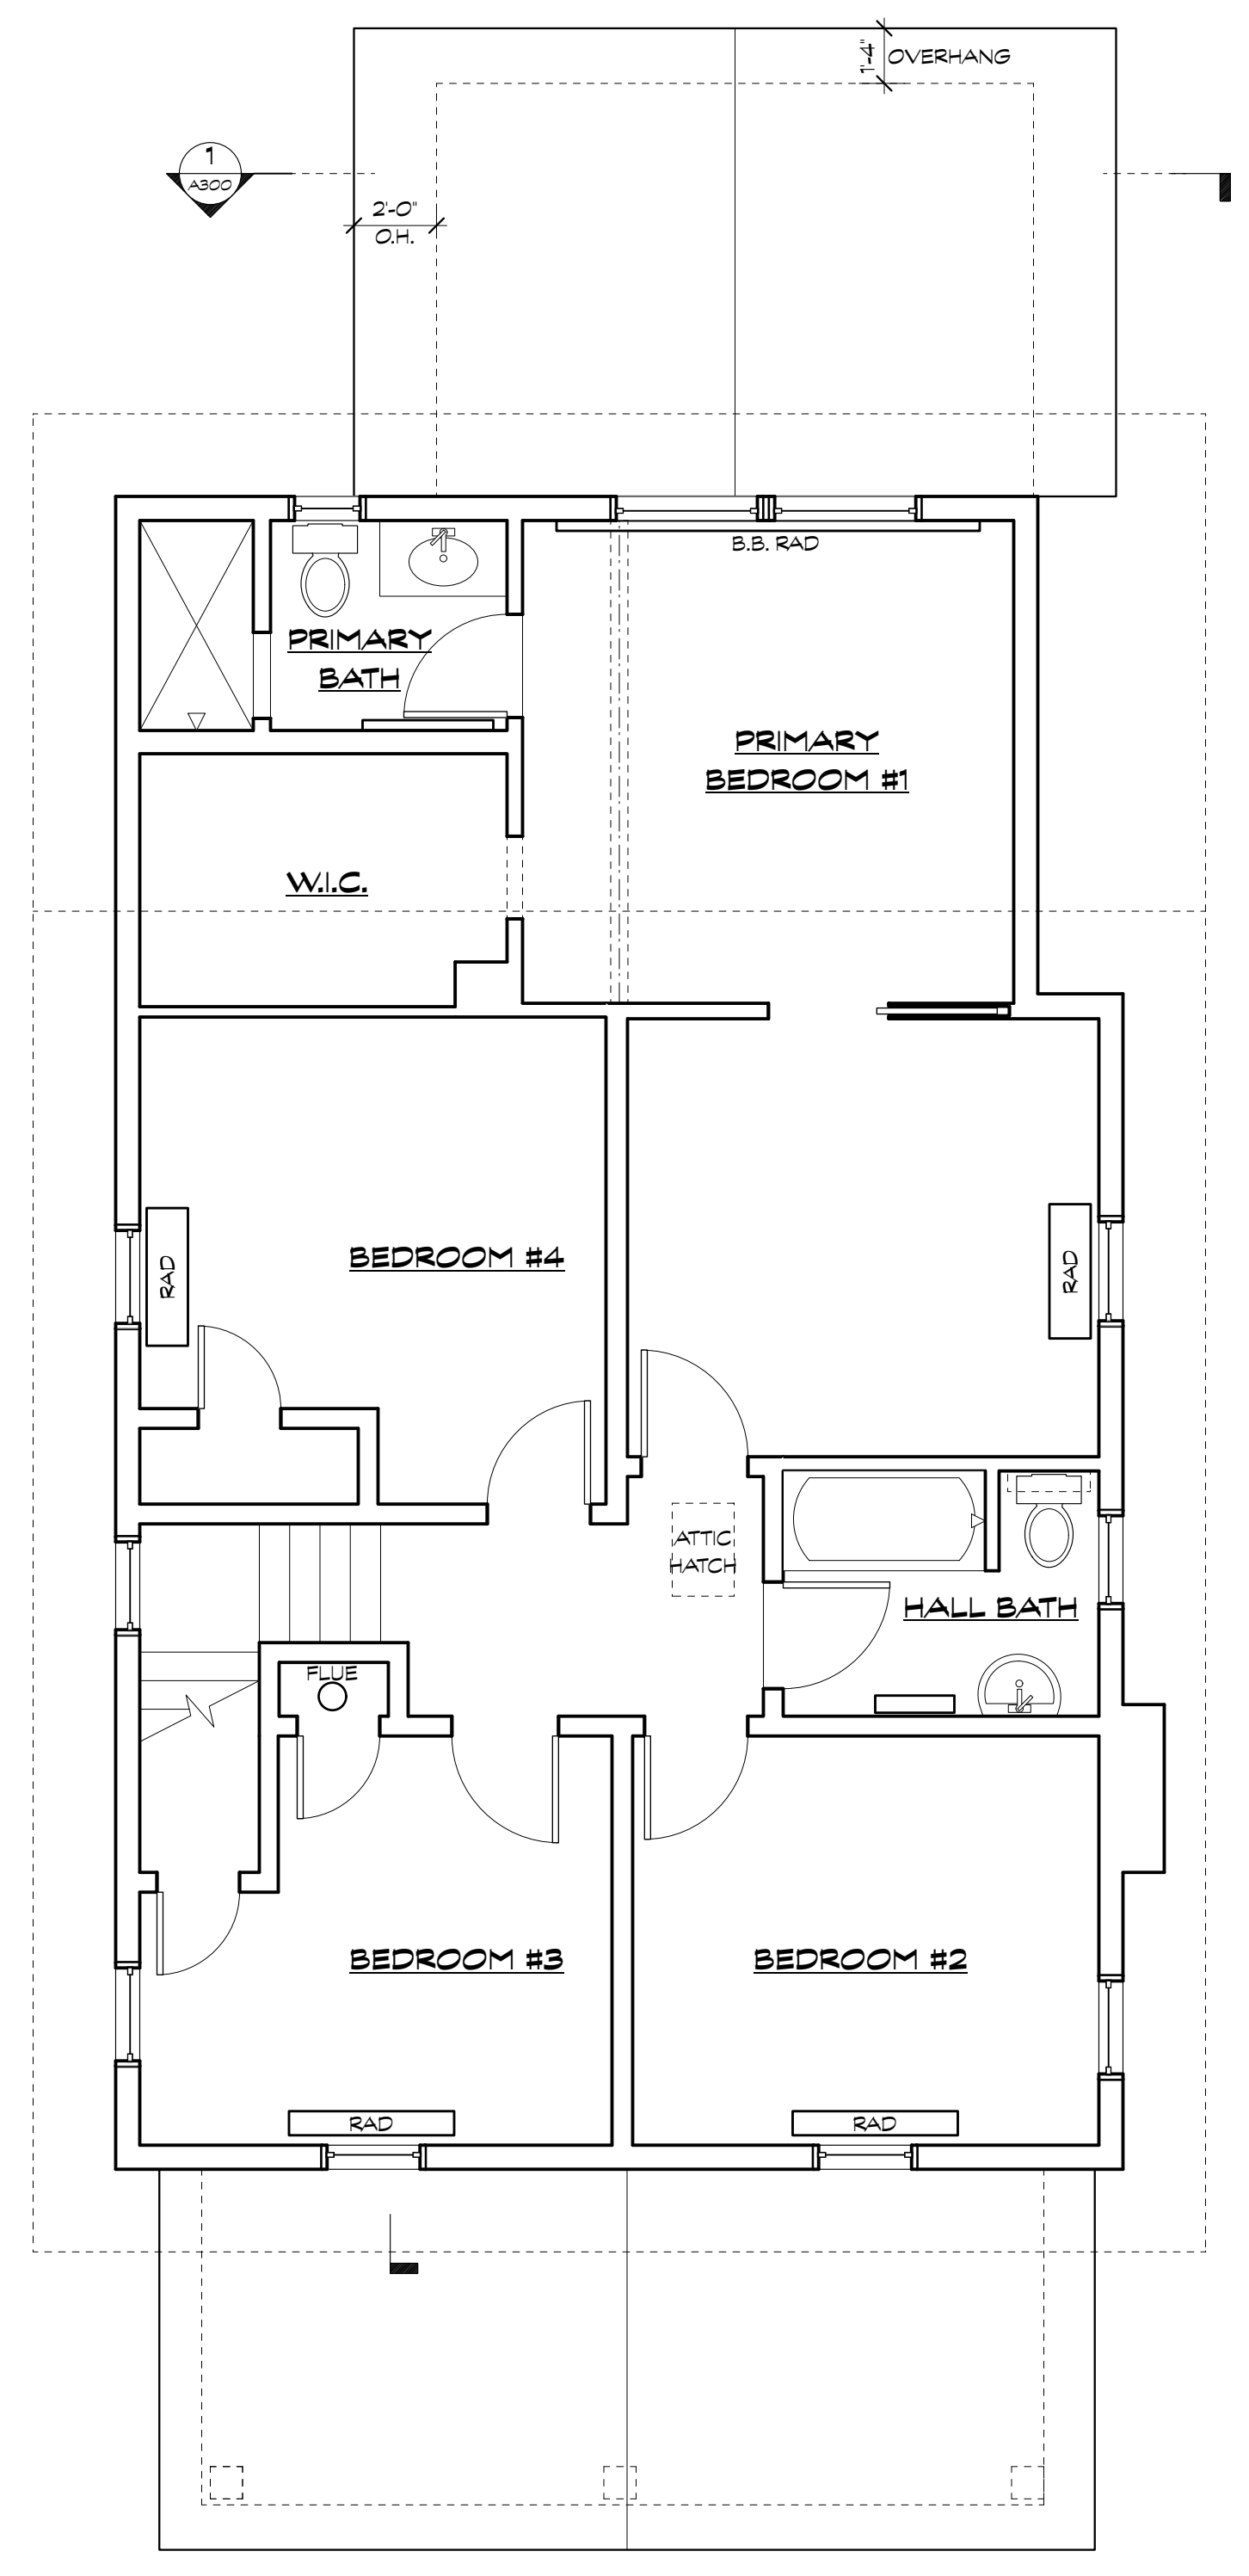 1'-4"
OVERHANG
1
A300
2'-0"
O.H.
B.B. RAD
PRIMARY
BATH
PRIMARY
BEDROOM #1
W.I.C.
BEDROOM #4
RAD
RAD
ATTIC
HATCH
HALL BATH
FLUE
BEDROOM #3
BEDROOM #2
RAD
RAD